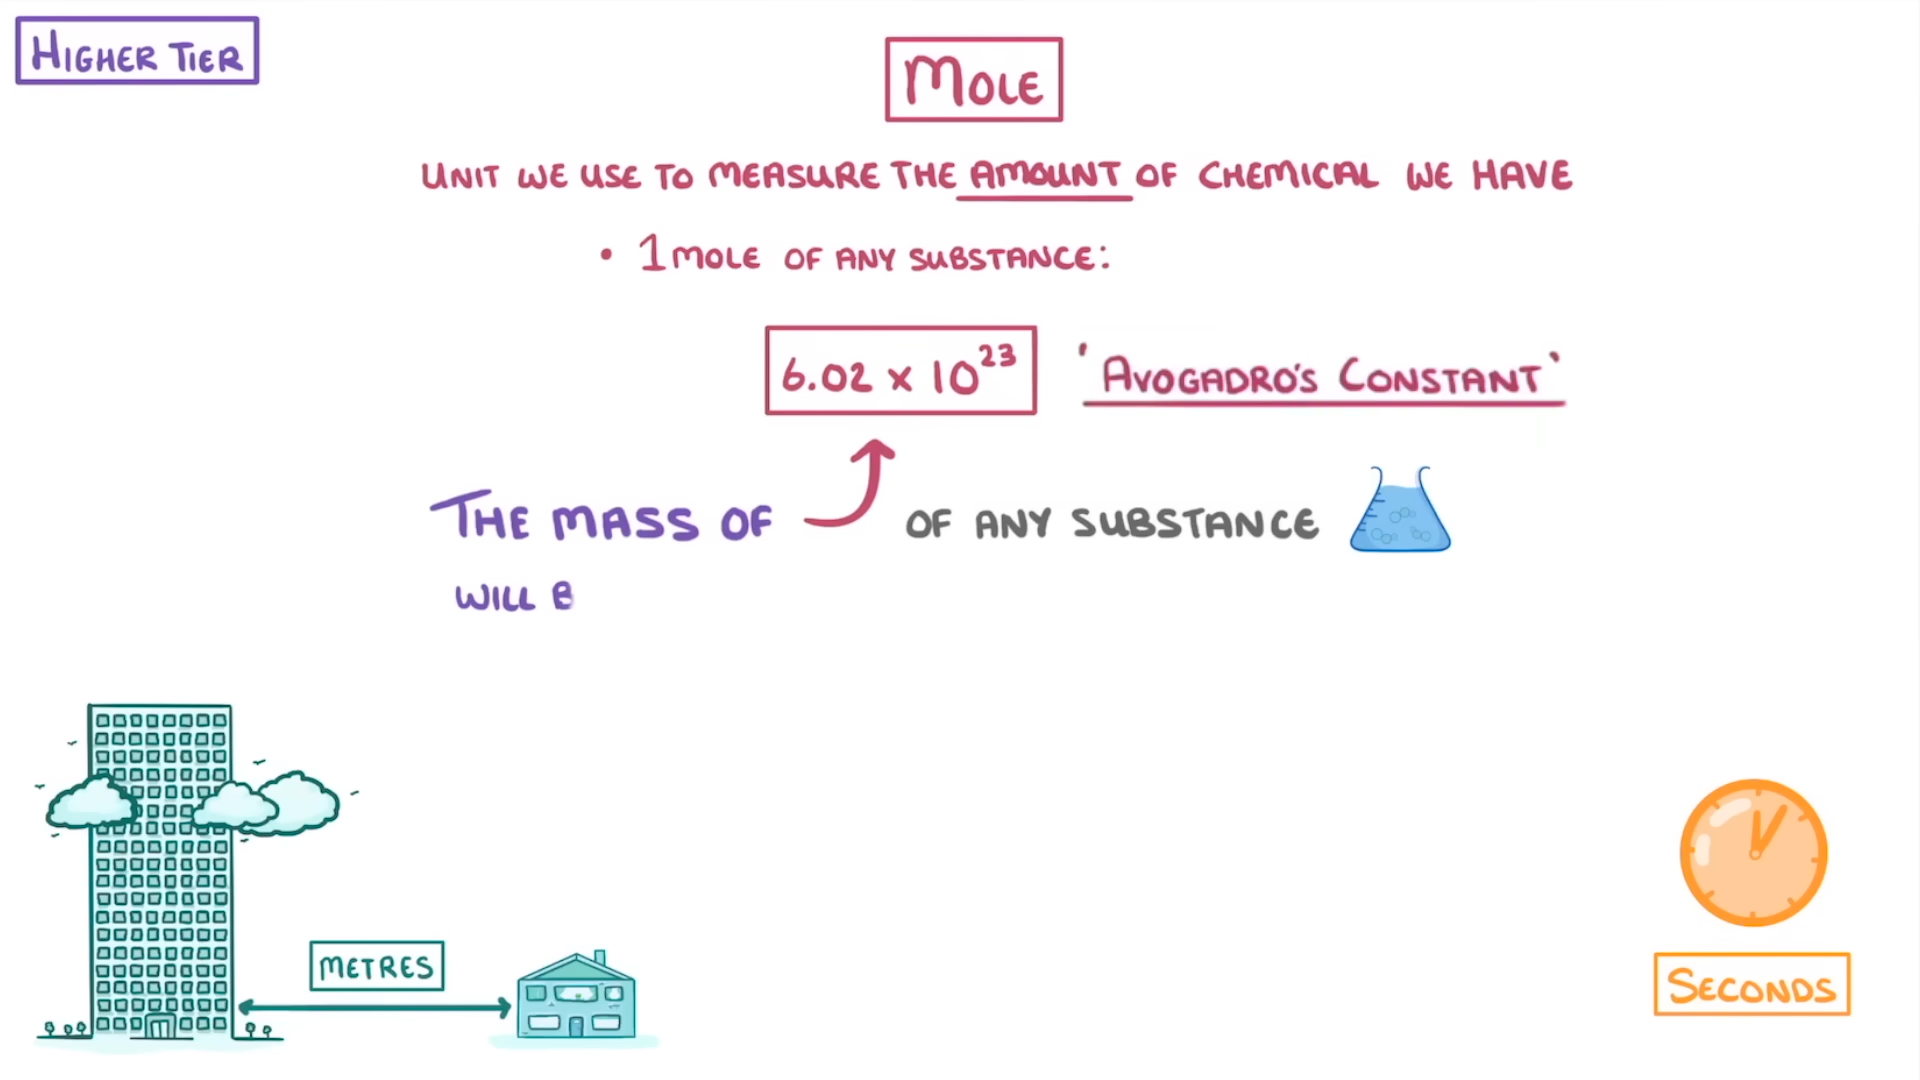 HIGHER TIER
MOLE
UNIT WE USE TO MEASURE THE AMOUNT OF CHEMICAL WE HAVE
• 1 MOLE OF ANY SUBSTANCE:
6.02 x 10²³ 'AVOGADRO'S CONSTANT'
THE MASS OF OF ANY SUBSTANCE
WILL B
METRES
SECONDS